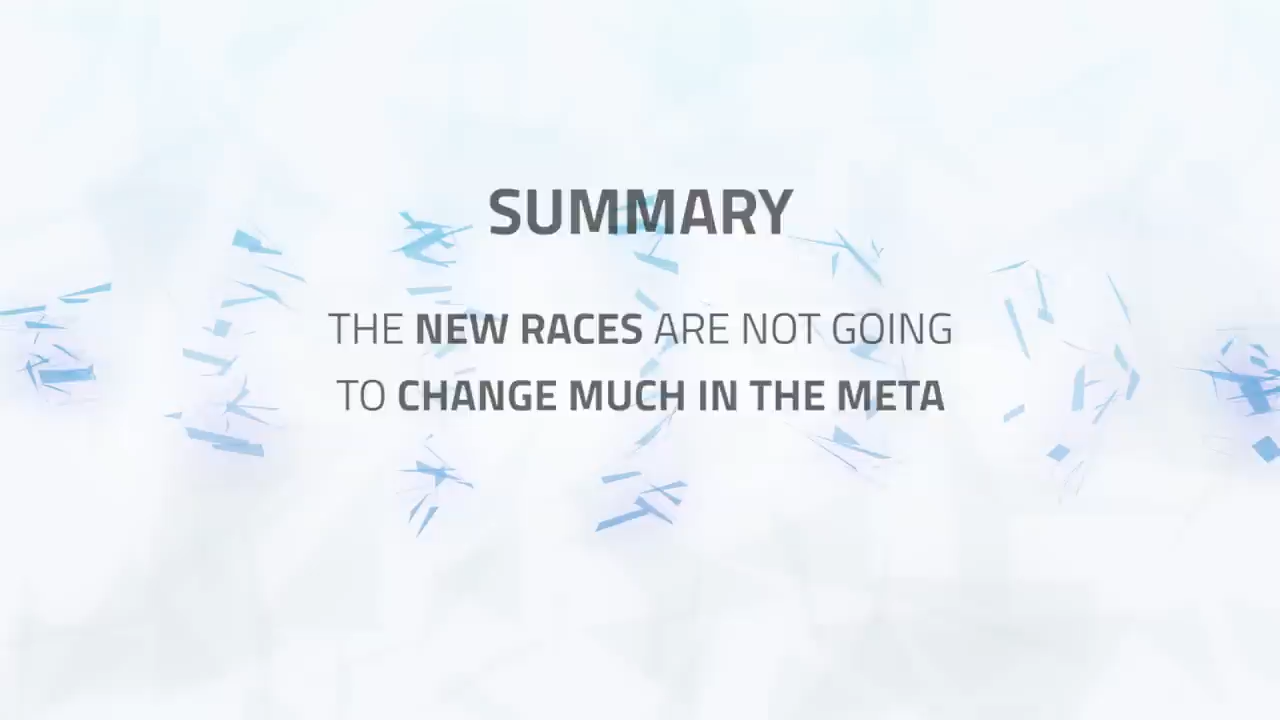 SUMMARY
THE NEW RACES ARE NOT GOING
TO CHANGE MUCH IN THE META